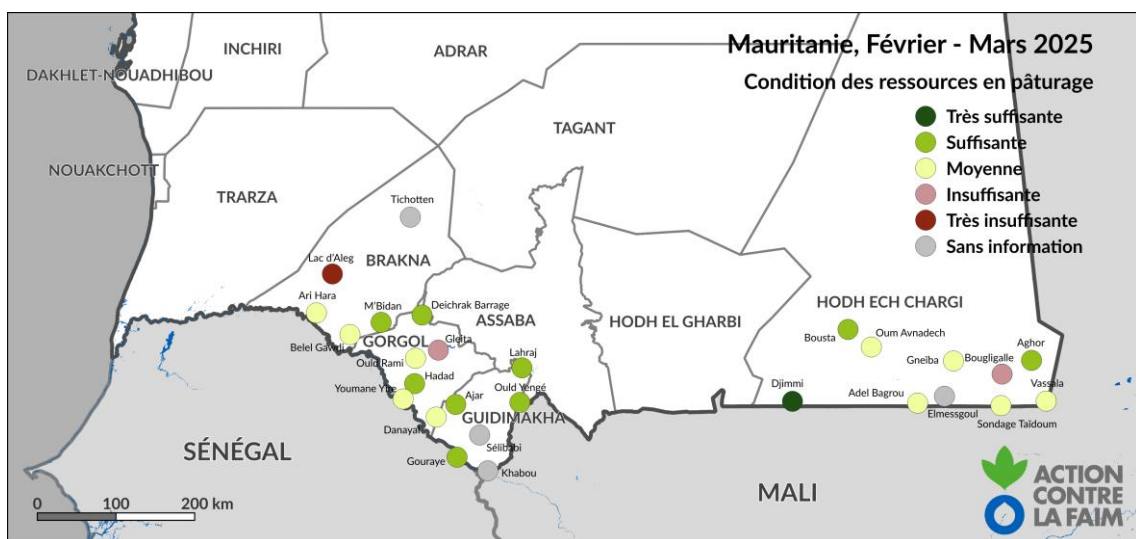 Mauritanie, Février - Mars 2025
Condition des ressources en pâturage
Très suffisante
Suffisante
Moyenne
Insuffisante
Très insuffisante
Sans information
INCHIRI
ADRAR
DAKHLET-NOUADHIBOU
TAGANT
NOUAKCHOTT
TRARZA
Tichotten
Lac d'Aleg
BRAKNA
Ari Hara
M'Bidan
Deichrak Barrage
ASSABA
HODH EL GHARBI
HODH ECH CHARGI
Belel Gawdi
GORGOL
Gleita
Ould Rami
Lahraj
Hadad
Youmane Yire
Ajar
Ould Yengé
GUIDIMAKHA
Danayal
Sélibabi
Gouraye
Khabou
Bousta
Oum Avnadech
Gneïba
Bougligalle
Aghor
Djimmi
Adel Bagrou
Vassala
Elmessgoul
Sondage Taïdoum
SÉNÉGAL
MALI
0 100 200 km
ACTION
CONTRE
LA FAIM